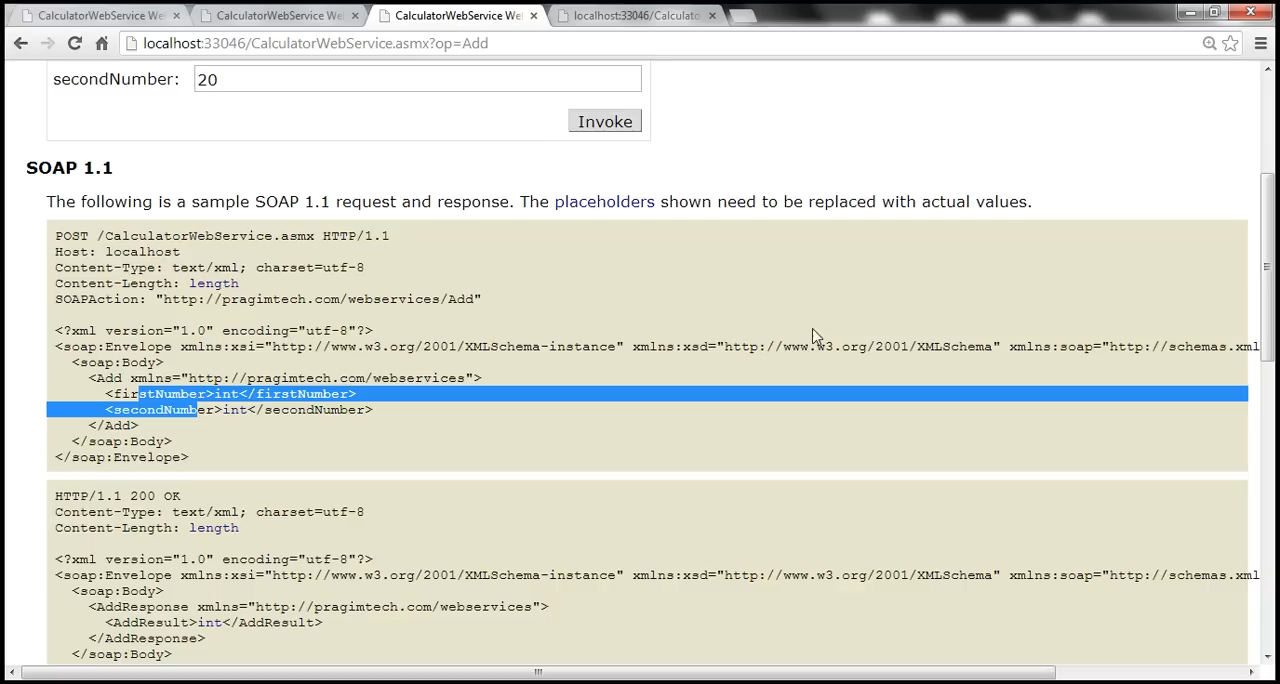 CalculatorWebService We
CalculatorWebService We
CalculatorWebService We
localhost:33046/Calculato
localhost:33046/CalculatorWebService.asmx?op=Add
secondNumber: 20
Invoke
SOAP 1.1
The following is a sample SOAP 1.1 request and response. The placeholders shown need to be replaced with actual values.
POST /CalculatorWebService.asmx HTTP/1.1
Host: localhost
Content-Type: text/xml; charset=utf-8
Content-Length: length
SOAPAction: "http://pragimtech.com/webservices/Add"
<?xml version="1.0" encoding="utf-8"?>
<soap:Envelope xmlns:xsi="http://www.w3.org/2001/XMLSchema-instance" xmlns:xsd="http://www.w3.org/2001/XMLSchema" xmlns:soap="http://schemas.xml
<soap:Body>
<Add xmlns="http://pragimtech.com/webservices">
<firstNumber>int</firstNumber>
<secondNumber>int</secondNumber>
</Add>
</soap:Body>
</soap:Envelope>
HTTP/1.1 200 OK
Content-Type: text/xml; charset=utf-8
Content-Length: length
<?xml version="1.0" encoding="utf-8"?>
<soap:Envelope xmlns:xsi="http://www.w3.org/2001/XMLSchema-instance" xmlns:xsd="http://www.w3.org/2001/XMLSchema" xmlns:soap="http://schemas.xml
<soap:Body>
<AddResponse xmlns="http://pragimtech.com/webservices">
<AddResult>int</AddResult>
</AddResponse>
</soap:Body>